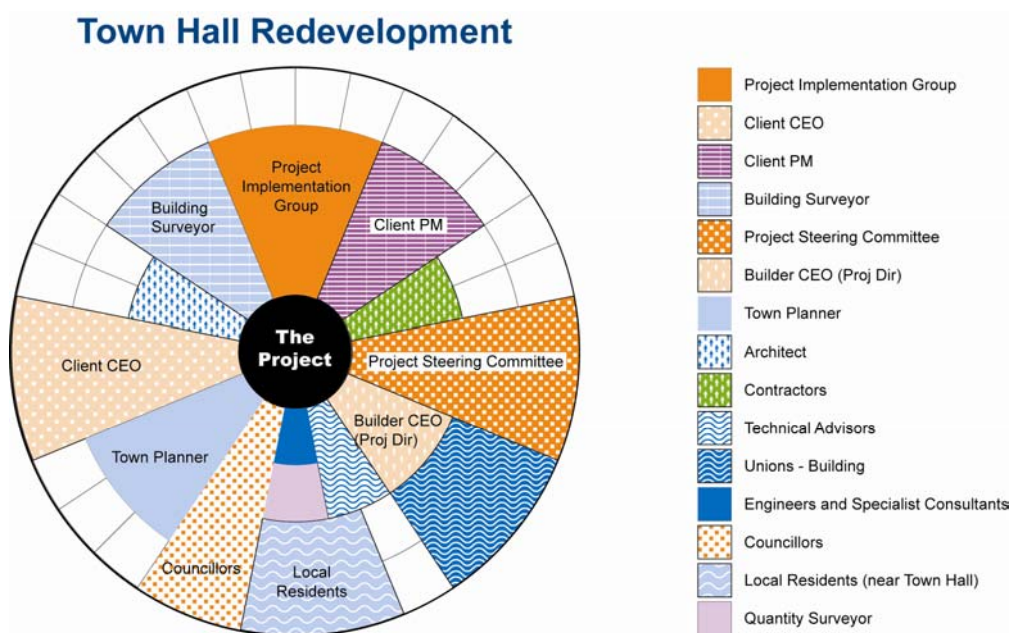 Town Hall Redevelopment
Project
Implementation
Group
Building
Surveyor
Client PM
The
Project
Client CEO
Project Steering Committee
Builder CEO
(Proj Dir)
Town Planner
Councillors
Local
Residents
Project Implementation Group
Client CEO
Client PM
Building Surveyor
Project Steering Committee
Builder CEO (Proj Dir)
Town Planner
Architect
Contractors
Technical Advisors
Unions - Building
Engineers and Specialist Consultants
Councillors
Local Residents (near Town Hall)
Quantity Surveyor